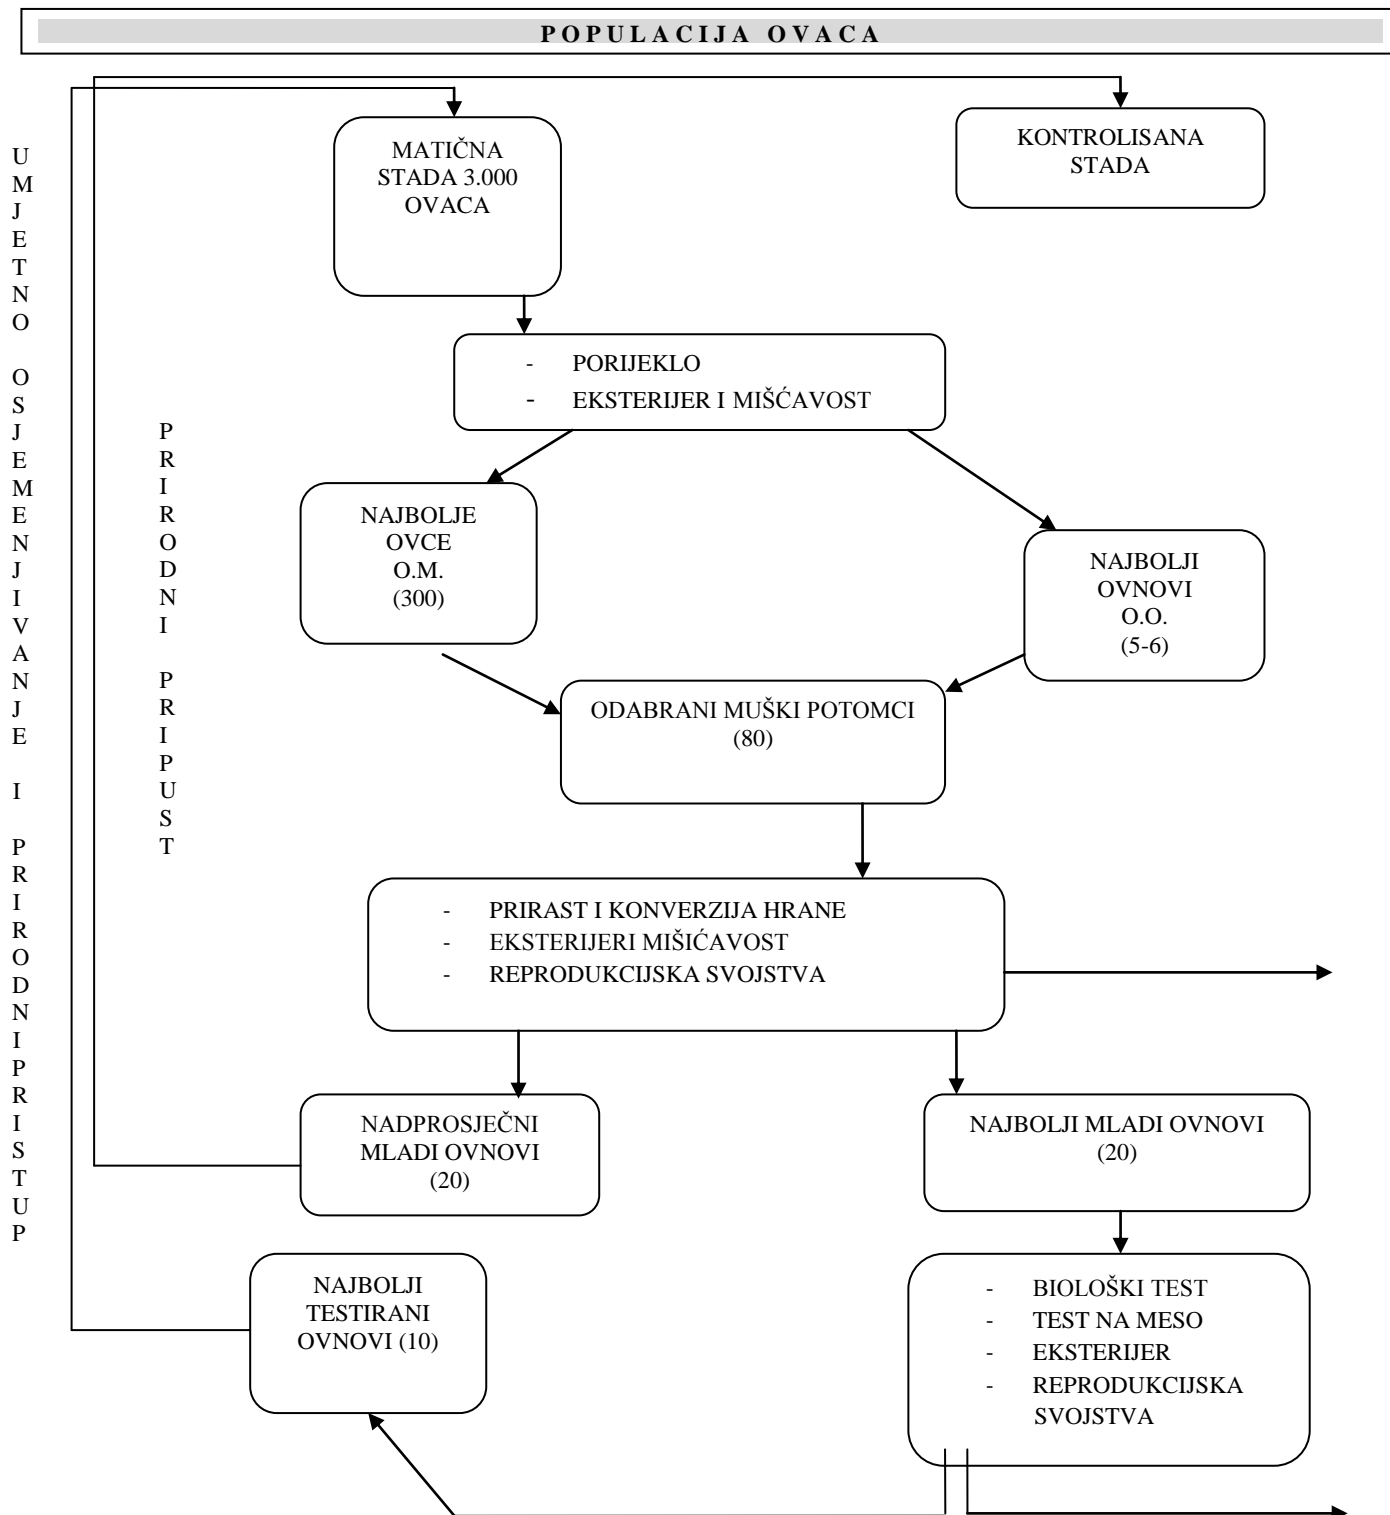 POPULACIJA OVACA
MATIČNA
STADA 3.000
OVACA
KONTROLISANA
STADA
UMJETNO OSJEMENJIVANJE I PRIRODNIPRISTUP
PRIRODNI PRIPUST
- PORIJEKLO
- EKSTERIJER I MIŠĆAVOST
NAJBOLJE
OVCE
O.M.
(300)
NAJBOLJI
OVNOVI
O.O.
(5-6)
ODABRANI MUŠKI POTOMCI
(80)
- PRIRAST I KONVERZIJA HRANE
- EKSTERIJERI MIŠIĆAVOST
- REPRODUKCIJSKA SVOJSTVA
NADPROSJEČNI
MLADI OVNOVI
(20)
NAJBOLJI MLADI OVNOVI
(20)
NAJBOLJI
TESTIRANI
OVNOVI (10)
- BIOLOŠKI TEST
- TEST NA MESO
- EKSTERIJER
- REPRODUKCIJSKA
SVOJSTVA